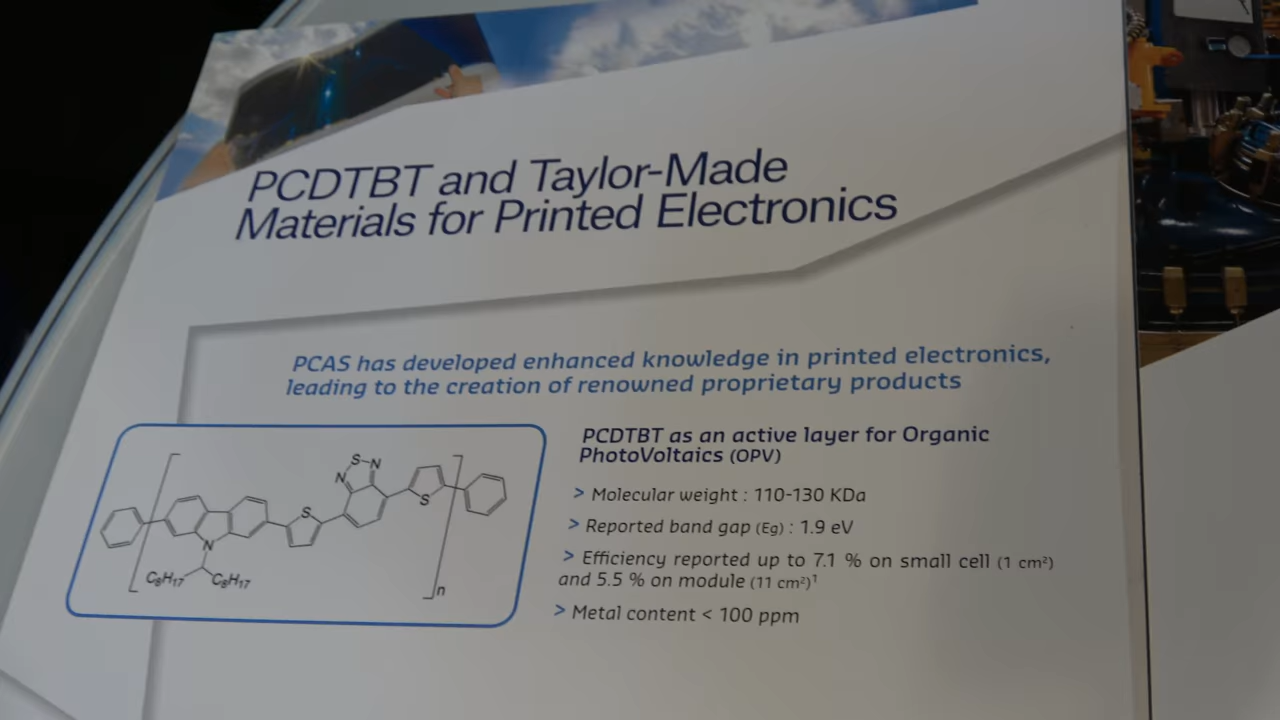 PCDTBT and Taylor-Made
Materials for Printed Electronics
PCAS has developed enhanced knowledge in printed electronics,
leading to the creation of renowned proprietary products
S
N
N
S
S
N
C₈H₁₇
C₈H₁₇
n
PCDTBT as an active layer for Organic
PhotoVoltaics (OPV)
> Molecular weight : 110-130 KDa
> Reported band gap (Eg) : 1.9 eV
> Efficiency reported up to 7.1 % on small cell (1 cm²)
and 5.5 % on module (11 cm²)¹
> Metal content < 100 ppm